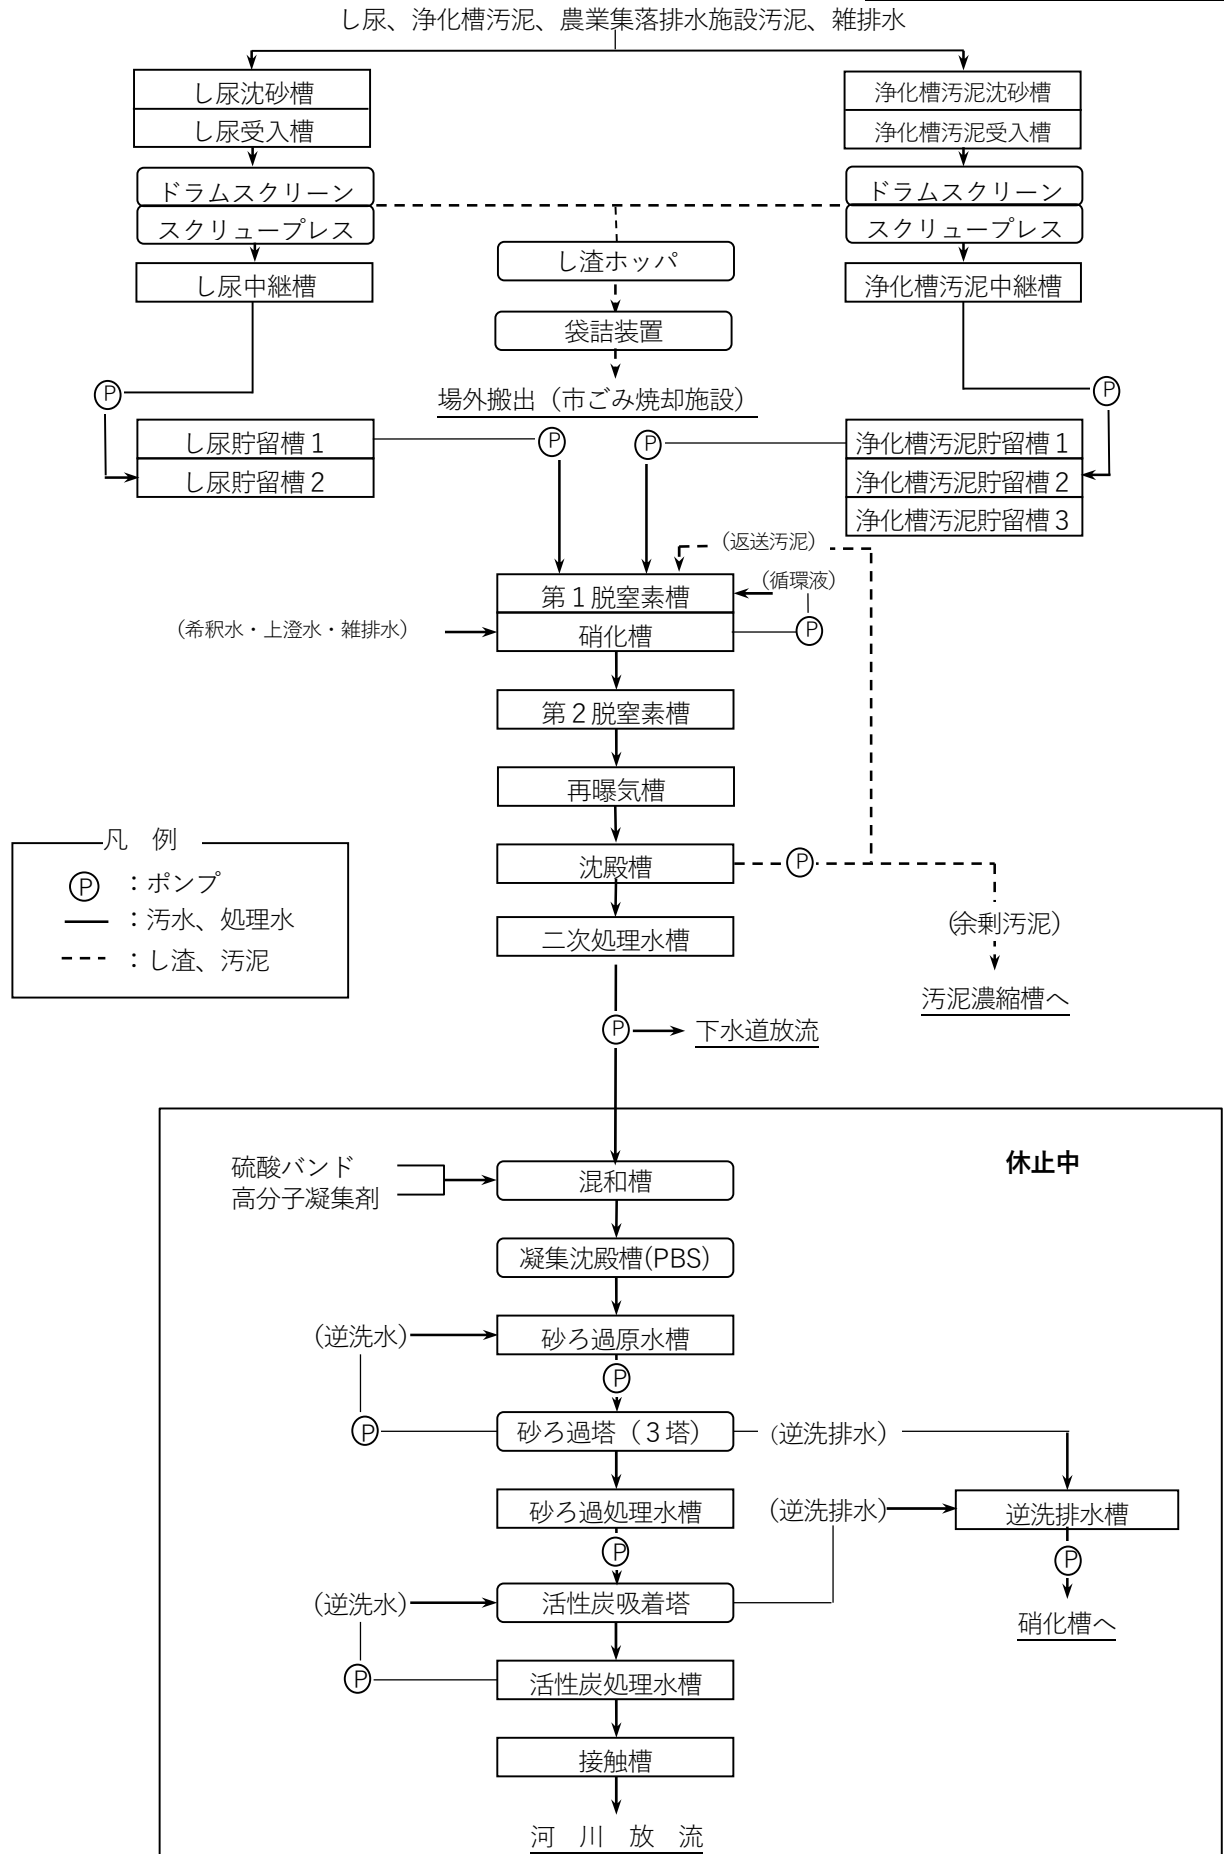 し尿、浄化槽汚泥、農業集落排水施設汚泥、雑排水
し尿沈砂槽
し尿受入槽
ドラムスクリーン
スクリュープレス
し尿中継槽
浄化槽汚泥沈砂槽
浄化槽汚泥受入槽
ドラムスクリーン
スクリュープレス
浄化槽汚泥中継槽
し渣ホッパ
袋詰装置
場外搬出（市ごみ焼却施設）
P
P
し尿貯留槽１
し尿貯留槽２
P
P
浄化槽汚泥貯留槽１
浄化槽汚泥貯留槽２
浄化槽汚泥貯留槽３
（返送汚泥）
（循環液）
第１脱窒素槽
（希釈水・上澄水・雑排水）
硝化槽
P
第２脱窒素槽
再曝気槽
沈殿槽
P
二次処理水槽
（余剰汚泥）
汚泥濃縮槽へ
凡　例
P ：ポンプ
：汚水、処理水
：し渣、汚泥
P
下水道放流
休止中
硫酸バンド
高分子凝集剤
混和槽
凝集沈殿槽(PBS)
（逆洗水）
砂ろ過原水槽
P
P
砂ろ過塔（３塔）
（逆洗排水）
砂ろ過処理水槽
（逆洗排水）
逆洗排水槽
P
P
硝化槽へ
（逆洗水）
活性炭吸着塔
P
活性炭処理水槽
接触槽
河　川　放　流